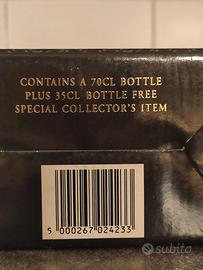 CONTAINS A 70CL BOTTLE
PLUS 35CL BOTTLE FREE
SPECIAL COLLECTOR'S ITEM
5 000267 024233
subito